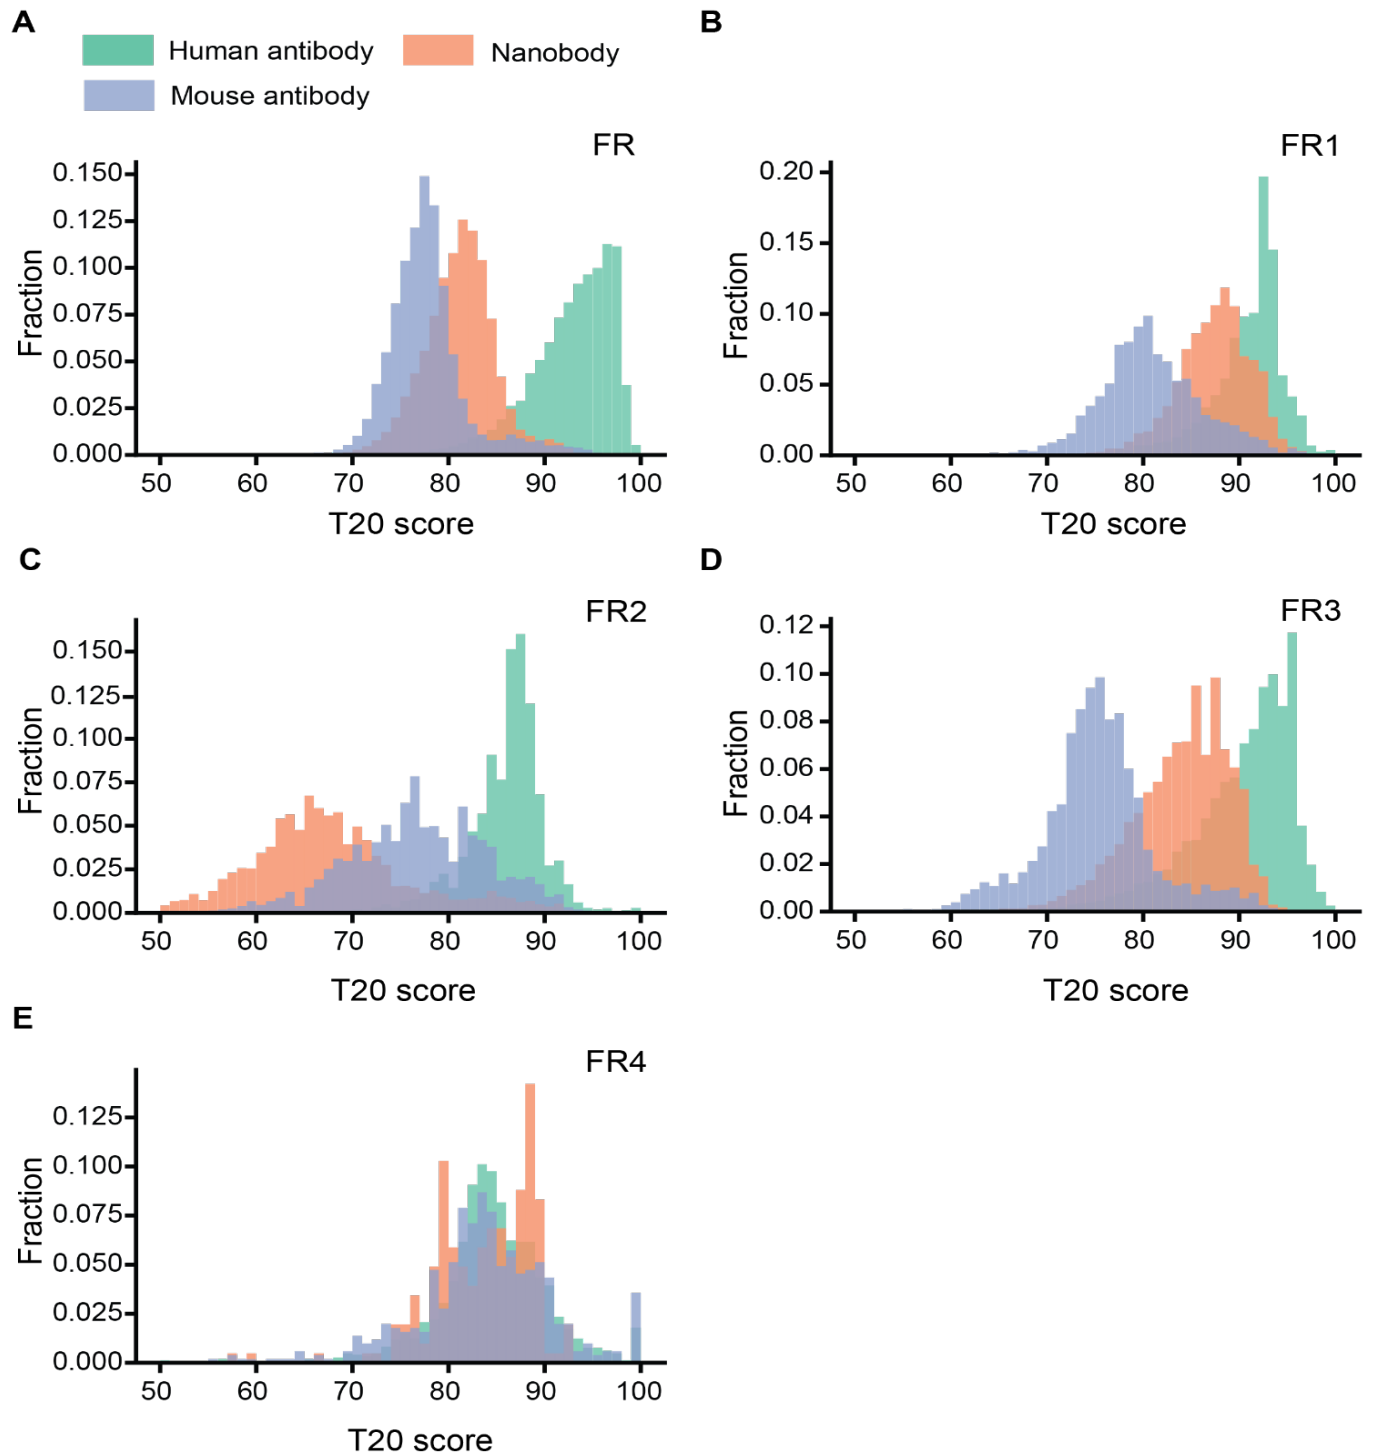 A
B
Human antibody
Nanobody
Mouse antibody
FR
0.150
0.125
0.100
0.075
0.050
0.025
0.000
Fraction
50 60 70 80 90 100
T20 score
FR1
0.20
0.15
0.10
0.05
0.00
Fraction
50 60 70 80 90 100
T20 score
C
D
FR2
0.150
0.125
0.100
0.075
0.050
0.025
0.000
Fraction
50 60 70 80 90 100
T20 score
FR3
0.12
0.10
0.08
0.06
0.04
0.02
0.00
Fraction
50 60 70 80 90 100
T20 score
E
FR4
0.125
0.100
0.075
0.050
0.025
0.000
Fraction
50 60 70 80 90 100
T20 score